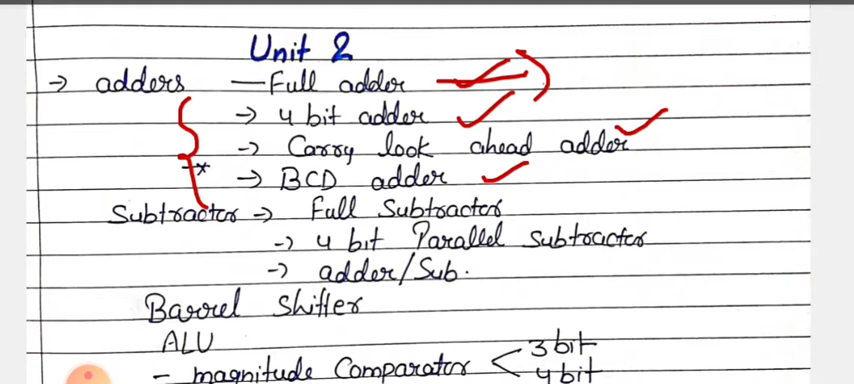 Unit 2
→ adders — Full adder
→ 4 bit adder
→ Carry look ahead adder
→ BCD adder
Subtractor → Full Subtractor
→ 4 bit Parallel Subtractor
→ adder/Sub.
Barrel Shifter
ALU
- magnitude Comparator < 3 bit
4 bit